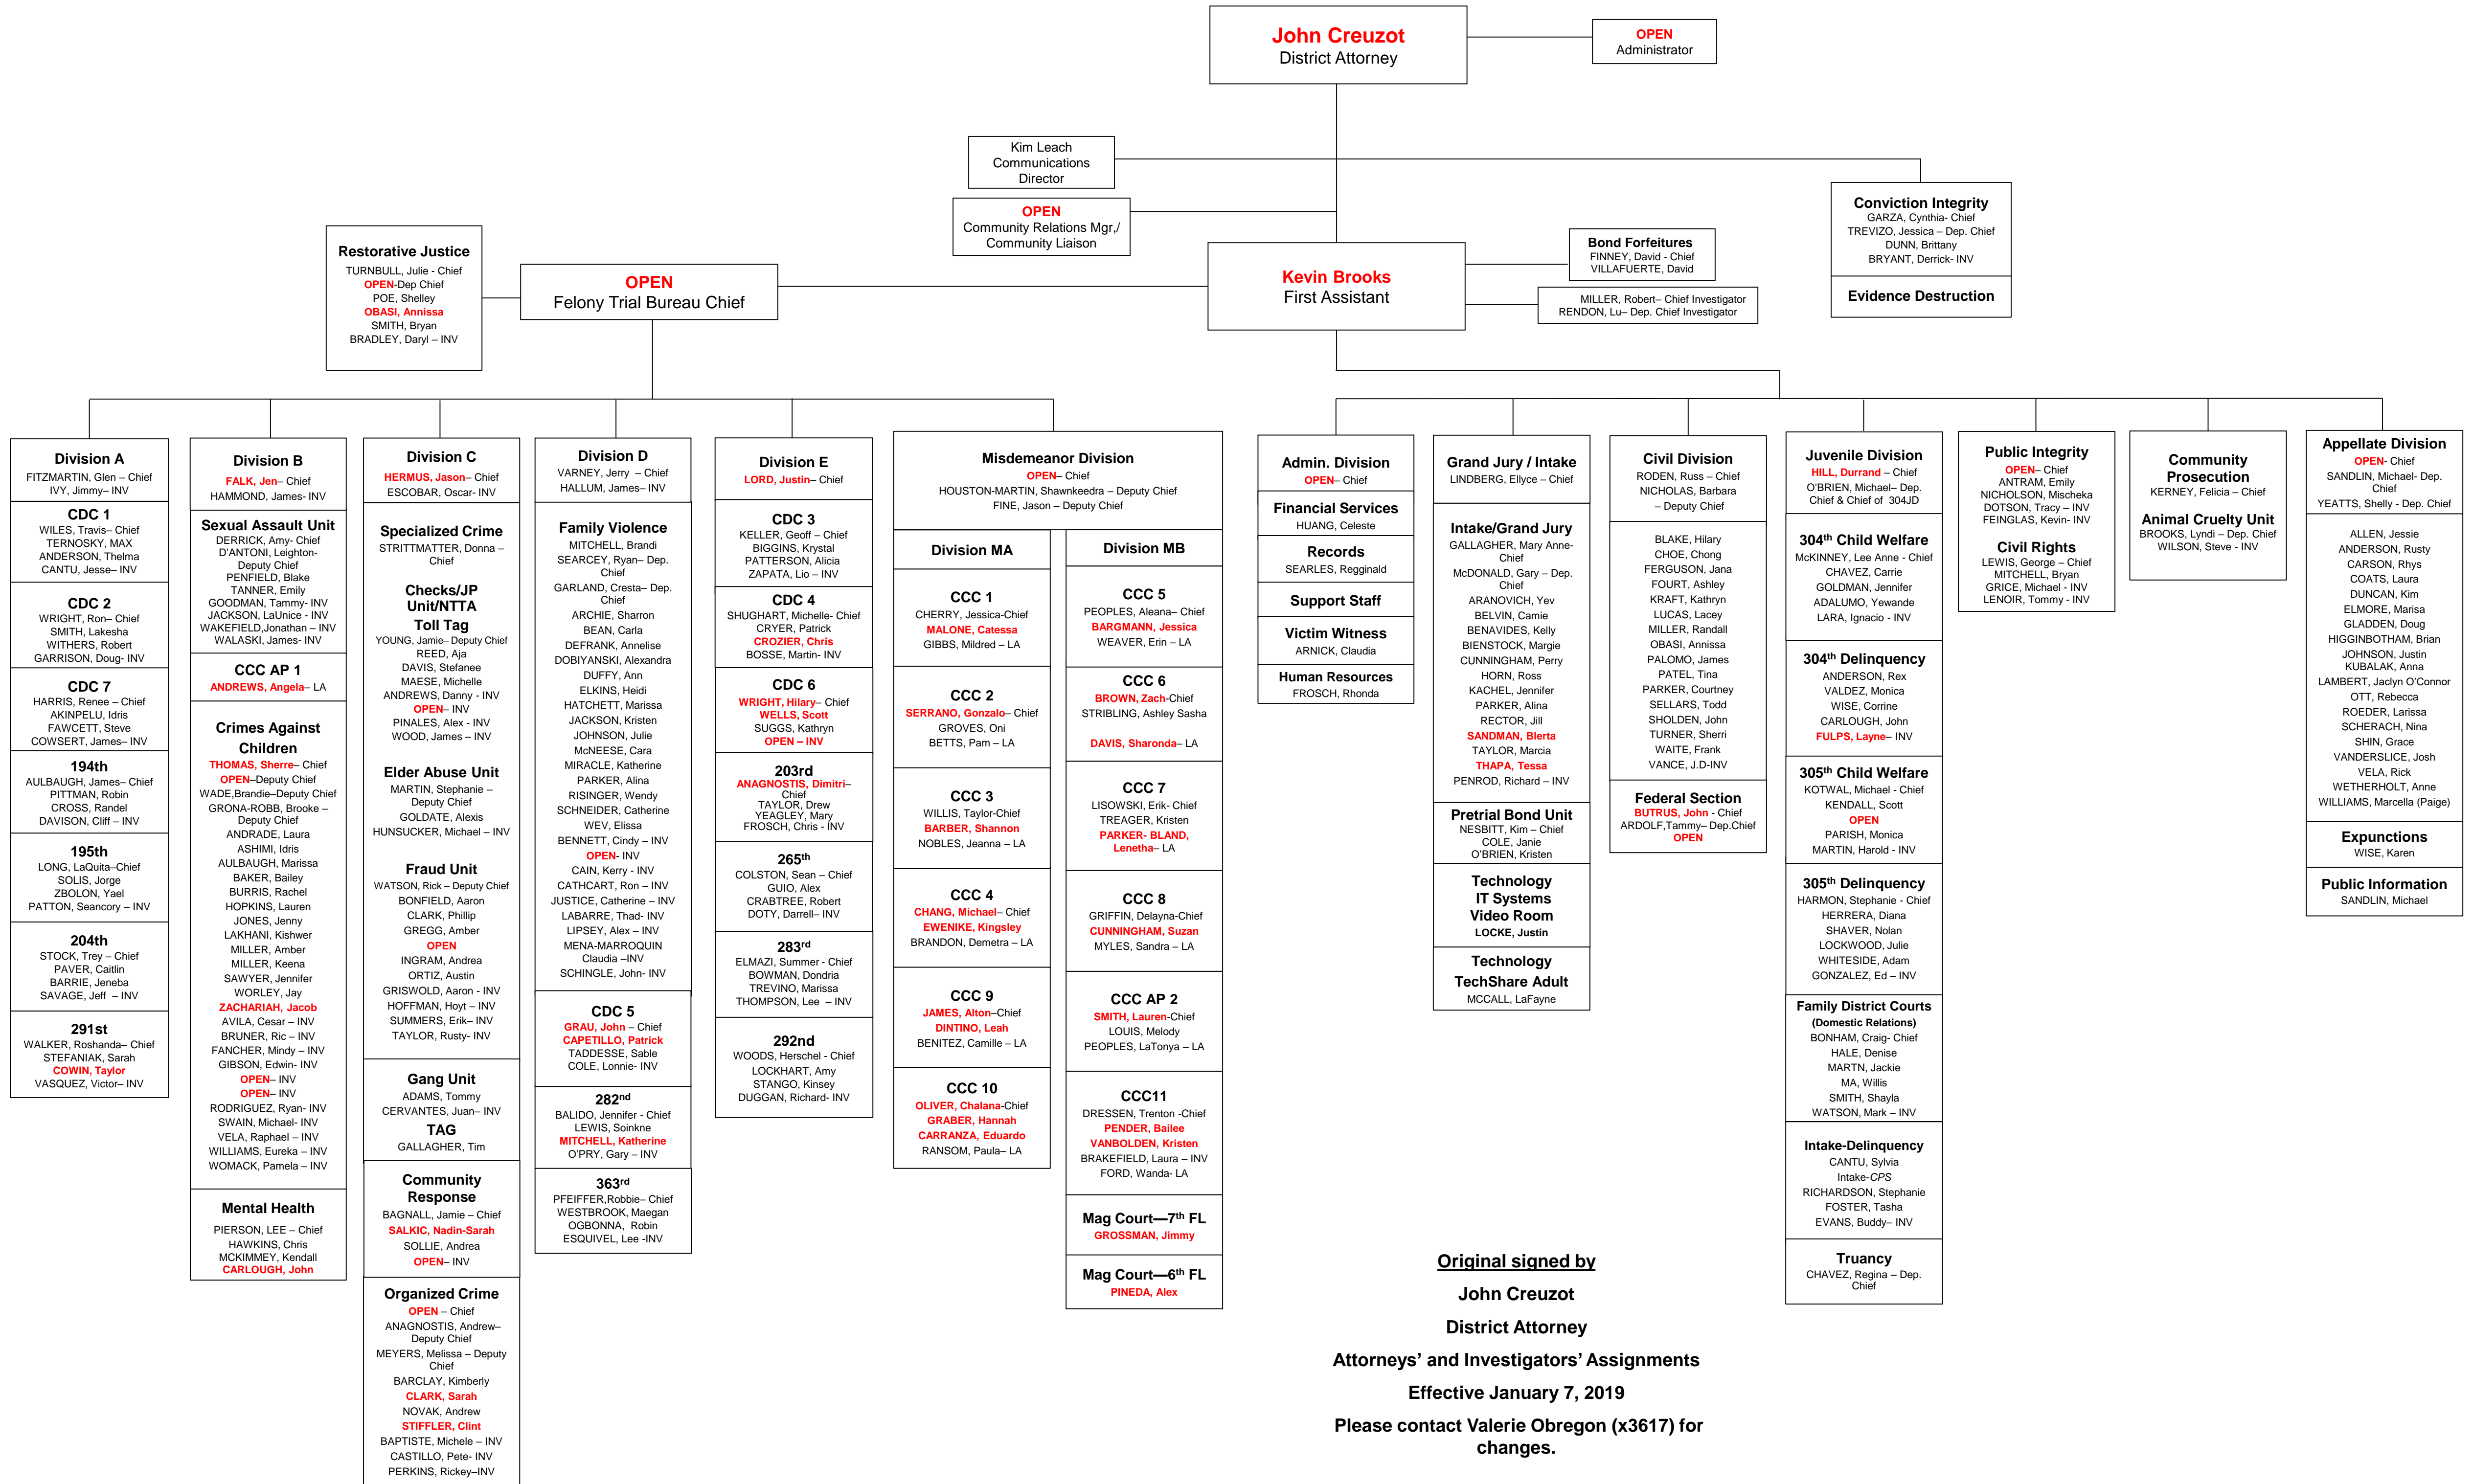 John Creuzot
District Attorney
OPEN
Administrator
Kim Leach
Communications
Director
OPEN
Community Relations Mgr,/
Community Liaison
Conviction Integrity
GARZA, Cynthia- Chief
TREVIZO, Jessica – Dep. Chief
DUNN, Brittany
BRYANT, Derrick- INV
Evidence Destruction
Restorative Justice
TURNBULL, Julie - Chief
OPEN-Dep Chief
POE, Shelley
OBASI, Annissa
SMITH, Bryan
BRADLEY, Daryl – INV
OPEN
Felony Trial Bureau Chief
Kevin Brooks
First Assistant
Bond Forfeitures
FINNEY, David - Chief
VILLAFUERTE, David
MILLER, Robert– Chief Investigator
RENDON, Lu– Dep. Chief Investigator
Division A
FITZMARTIN, Glen – Chief
IVY, Jimmy– INV
CDC 1
WILES, Travis– Chief
TERNOSKY, MAX
ANDERSON, Thelma
CANTU, Jesse– INV
CDC 2
WRIGHT, Ron– Chief
SMITH, Lakesha
WITHERS, Robert
GARRISON, Doug- INV
CDC 7
HARRIS, Renee – Chief
AKINPELU, Idris
FAWCETT, Steve
COWSERT, James– INV
194th
AULBAUGH, James– Chief
PITTMAN, Robin
CROSS, Randel
DAVISON, Cliff – INV
195th
LONG, LaQuita–Chief
SOLIS, Jorge
ZBOLON, Yael
PATTON, Seancory – INV
204th
STOCK, Trey – Chief
PAVER, Caitlin
BARRIE, Jeneba
SAVAGE, Jeff – INV
291st
WALKER, Roshanda– Chief
STEFANIAK, Sarah
COWIN, Taylor
VASQUEZ, Victor– INV
Division B
FALK, Jen– Chief
HAMMOND, James- INV
Sexual Assault Unit
DERRICK, Amy- Chief
D'ANTONI, Leighton-
Deputy Chief
PENFIELD, Blake
TANNER, Emily
GOODMAN, Tammy- INV
JACKSON, LaUnice - INV
WAKEFIELD,Jonathan – INV
WALASKI, James- INV
CCC AP 1
ANDREWS, Angela– LA
Crimes Against
Children
THOMAS, Sherre– Chief
OPEN–Deputy Chief
WADE,Brandie–Deputy Chief
GRONA-ROBB, Brooke –
Deputy Chief
ANDRADE, Laura
ASHIMI, Idris
AULBAUGH, Marissa
BAKER, Bailey
BURRIS, Rachel
HOPKINS, Lauren
JONES, Jenny
LAKHANI, Kishwer
MILLER, Amber
MILLER, Keena
SAWYER, Jennifer
WORLEY, Jay
ZACHARIAH, Jacob
AVILA, Cesar – INV
BRUNER, Ric – INV
FANCHER, Mindy – INV
GIBSON, Edwin- INV
OPEN– INV
OPEN– INV
RODRIGUEZ, Ryan- INV
SWAIN, Michael- INV
VELA, Raphael – INV
WILLIAMS, Eureka – INV
WOMACK, Pamela – INV
Mental Health
PIERSON, LEE – Chief
HAWKINS, Chris
MCKIMMEY, Kendall
CARLOUGH, John
Division C
HERMUS, Jason– Chief
ESCOBAR, Oscar- INV
Specialized Crime
STRITTMATTER, Donna –
Chief
Checks/JP
Unit/NTTA
Toll Tag
YOUNG, Jamie– Deputy Chief
REED, Aja
DAVIS, Stefanee
MAESE, Michelle
ANDREWS, Danny - INV
OPEN– INV
PINALES, Alex - INV
WOOD, James – INV
Elder Abuse Unit
MARTIN, Stephanie –
Deputy Chief
GOLDATE, Alexis
HUNSUCKER, Michael – INV
Fraud Unit
WATSON, Rick – Deputy Chief
BONFIELD, Aaron
CLARK, Phillip
GREGG, Amber
OPEN
INGRAM, Andrea
ORTIZ, Austin
GRISWOLD, Aaron - INV
HOFFMAN, Hoyt – INV
SUMMERS, Erik– INV
TAYLOR, Rusty- INV
Gang Unit
ADAMS, Tommy
CERVANTES, Juan– INV
TAG
GALLAGHER, Tim
Community
Response
BAGNALL, Jamie – Chief
SALKIC, Nadin-Sarah
SOLLIE, Andrea
OPEN– INV
Organized Crime
OPEN – Chief
ANAGNOSTIS, Andrew–
Deputy Chief
MEYERS, Melissa – Deputy
Chief
BARCLAY, Kimberly
CLARK, Sarah
NOVAK, Andrew
STIFFLER, Clint
BAPTISTE, Michele – INV
CASTILLO, Pete- INV
PERKINS, Rickey–INV
Division D
VARNEY, Jerry – Chief
HALLUM, James– INV
Family Violence
MITCHELL, Brandi
SEARCEY, Ryan– Dep.
Chief
GARLAND, Cresta– Dep.
Chief
ARCHIE, Sharron
BEAN, Carla
DEFRANK, Annelise
DOBIYANSKI, Alexandra
DUFFY, Ann
ELKINS, Heidi
HATCHETT, Marissa
JACKSON, Kristen
JOHNSON, Julie
McNEESE, Cara
MIRACLE, Katherine
PARKER, Alina
RISINGER, Wendy
SCHNEIDER, Catherine
WEV, Elissa
BENNETT, Cindy – INV
OPEN- INV
CAIN, Kerry - INV
CATHCART, Ron – INV
JUSTICE, Catherine – INV
LABARRE, Thad- INV
LIPSEY, Alex – INV
MENA-MARROQUIN
Claudia –INV
SCHINGLE, John- INV
CDC 5
GRAU, John – Chief
CAPETILLO, Patrick
TADDESSE, Sable
COLE, Lonnie- INV
282nd
BALIDO, Jennifer - Chief
LEWIS, Soinkne
MITCHELL, Katherine
O'PRY, Gary – INV
363rd
PFEIFFER,Robbie– Chief
WESTBROOK, Maegan
OGBONNA, Robin
ESQUIVEL, Lee -INV
Division E
LORD, Justin– Chief
CDC 3
KELLER, Geoff – Chief
BIGGINS, Krystal
PATTERSON, Alicia
ZAPATA, Lio – INV
CDC 4
SHUGHART, Michelle- Chief
CRYER, Patrick
CROZIER, Chris
BOSSE, Martin- INV
CDC 6
WRIGHT, Hilary– Chief
WELLS, Scott
SUGGS, Kathryn
OPEN – INV
203rd
ANAGNOSTIS, Dimitri–
Chief
TAYLOR, Drew
YEAGLEY, Mary
FROSCH, Chris - INV
265th
COLSTON, Sean – Chief
GUIO, Alex
CRABTREE, Robert
DOTY, Darrell– INV
283rd
ELMAZI, Summer - Chief
BOWMAN, Dondria
TREVINO, Marissa
THOMPSON, Lee – INV
292nd
WOODS, Herschel - Chief
LOCKHART, Amy
STANGO, Kinsey
DUGGAN, Richard- INV
Misdemeanor Division
OPEN– Chief
HOUSTON-MARTIN, Shawnkeedra – Deputy Chief
FINE, Jason – Deputy Chief
Division MA
CCC 1
CHERRY, Jessica-Chief
MALONE, Catessa
GIBBS, Mildred – LA
CCC 2
SERRANO, Gonzalo– Chief
GROVES, Oni
BETTS, Pam – LA
CCC 3
WILLIS, Taylor-Chief
BARBER, Shannon
NOBLES, Jeanna – LA
CCC 4
CHANG, Michael– Chief
EWENIKE, Kingsley
BRANDON, Demetra – LA
CCC 9
JAMES, Alton–Chief
DINTINO, Leah
BENITEZ, Camille – LA
CCC 10
OLIVER, Chalana-Chief
GRABER, Hannah
CARRANZA, Eduardo
RANSOM, Paula– LA
Division MB
CCC 5
PEOPLES, Aleana– Chief
BARGMANN, Jessica
WEAVER, Erin – LA
CCC 6
BROWN, Zach-Chief
STRIBLING, Ashley Sasha
DAVIS, Sharonda– LA
CCC 7
LISOWSKI, Erik- Chief
TREAGER, Kristen
PARKER- BLAND,
Lenetha– LA
CCC 8
GRIFFIN, Delayna-Chief
CUNNINGHAM, Suzan
MYLES, Sandra – LA
CCC AP 2
SMITH, Lauren-Chief
LOUIS, Melody
PEOPLES, LaTonya – LA
CCC11
DRESSEN, Trenton -Chief
PENDER, Bailee
VANBOLDEN, Kristen
BRAKEFIELD, Laura – INV
FORD, Wanda- LA
Mag Court—7th FL
GROSSMAN, Jimmy
Mag Court—6th FL
PINEDA, Alex
Admin. Division
OPEN– Chief
Financial Services
HUANG, Celeste
Records
SEARLES, Regginald
Support Staff
Victim Witness
ARNICK, Claudia
Human Resources
FROSCH, Rhonda
Grand Jury / Intake
LINDBERG, Ellyce – Chief
Intake/Grand Jury
GALLAGHER, Mary Anne-
Chief
McDONALD, Gary – Dep.
Chief
ARANOVICH, Yev
BELVIN, Camie
BENAVIDES, Kelly
BIENSTOCK, Margie
CUNNINGHAM, Perry
HORN, Ross
KACHEL, Jennifer
PARKER, Alina
RECTOR, Jill
SANDMAN, Blerta
TAYLOR, Marcia
THAPA, Tessa
PENROD, Richard – INV
Pretrial Bond Unit
NESBITT, Kim – Chief
COLE, Janie
O'BRIEN, Kristen
Technology
IT Systems
Video Room
LOCKE, Justin
Technology
TechShare Adult
MCCALL, LaFayne
Civil Division
RODEN, Russ – Chief
NICHOLAS, Barbara
– Deputy Chief
BLAKE, Hilary
CHOE, Chong
FERGUSON, Jana
FOURT, Ashley
KRAFT, Kathryn
LUCAS, Lacey
MILLER, Randall
OBASI, Annissa
PALOMO, James
PATEL, Tina
PARKER, Courtney
SELLARS, Todd
SHOLDEN, John
TURNER, Sherri
WAITE, Frank
VANCE, J.D-INV
Federal Section
BUTRUS, John - Chief
ARDOLF,Tammy– Dep.Chief
OPEN
Juvenile Division
HILL, Durrand – Chief
O'BRIEN, Michael– Dep.
Chief & Chief of 304JD
304th Child Welfare
McKINNEY, Lee Anne - Chief
CHAVEZ, Carrie
GOLDMAN, Jennifer
ADALUMO, Yewande
LARA, Ignacio - INV
304th Delinquency
ANDERSON, Rex
VALDEZ, Monica
WISE, Corrine
CARLOUGH, John
FULPS, Layne– INV
305th Child Welfare
KOTWAL, Michael - Chief
KENDALL, Scott
OPEN
PARISH, Monica
MARTIN, Harold - INV
305th Delinquency
HARMON, Stephanie - Chief
HERRERA, Diana
SHAVER, Nolan
LOCKWOOD, Julie
WHITESIDE, Adam
GONZALEZ, Ed – INV
Family District Courts
(Domestic Relations)
BONHAM, Craig- Chief
HALE, Denise
MARTN, Jackie
MA, Willis
SMITH, Shayla
WATSON, Mark – INV
Intake-Delinquency
CANTU, Sylvia
Intake-CPS
RICHARDSON, Stephanie
FOSTER, Tasha
EVANS, Buddy– INV
Truancy
CHAVEZ, Regina – Dep.
Chief
Public Integrity
OPEN– Chief
ANTRAM, Emily
NICHOLSON, Mischeka
DOTSON, Tracy – INV
FEINGLAS, Kevin- INV
Civil Rights
LEWIS, George – Chief
MITCHELL, Bryan
GRICE, Michael - INV
LENOIR, Tommy - INV
Community
Prosecution
KERNEY, Felicia – Chief
Animal Cruelty Unit
BROOKS, Lyndi – Dep. Chief
WILSON, Steve - INV
Appellate Division
OPEN- Chief
SANDLIN, Michael- Dep.
Chief
YEATTS, Shelly - Dep. Chief
ALLEN, Jessie
ANDERSON, Rusty
CARSON, Rhys
COATS, Laura
DUNCAN, Kim
ELMORE, Marisa
GLADDEN, Doug
HIGGINBOTHAM, Brian
JOHNSON, Justin
KUBALAK, Anna
LAMBERT, Jaclyn O'Connor
OTT, Rebecca
ROEDER, Larissa
SCHERACH, Nina
SHIN, Grace
VANDERSLICE, Josh
VELA, Rick
WETHERHOLT, Anne
WILLIAMS, Marcella (Paige)
Expunctions
WISE, Karen
Public Information
SANDLIN, Michael
Original signed by
John Creuzot
District Attorney
Attorneys' and Investigators' Assignments
Effective January 7, 2019
Please contact Valerie Obregon (x3617) for
changes.